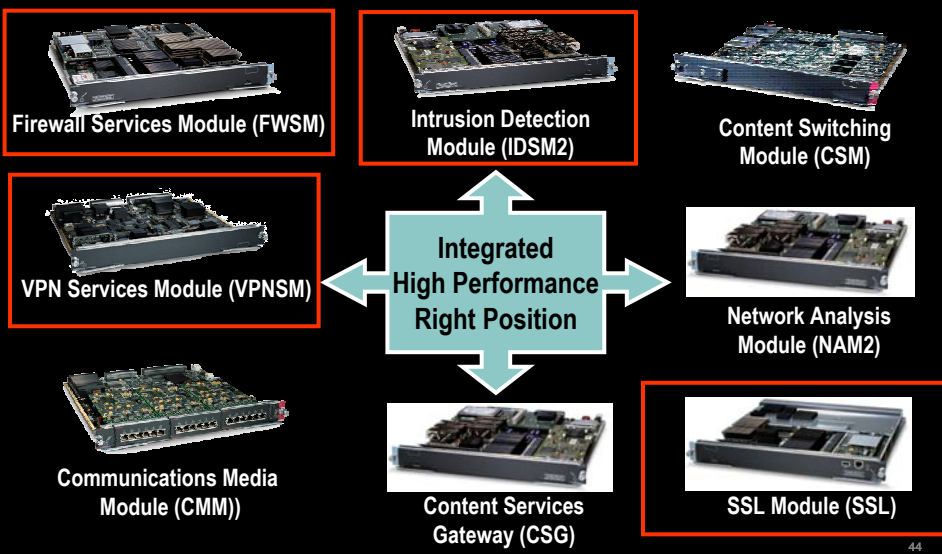 Firewall Services Module (FWSM)
Intrusion Detection
Module (IDSM2)
Content Switching
Module (CSM)
VPN Services Module (VPNSM)
Integrated
High Performance
Right Position
Network Analysis
Module (NAM2)
Communications Media
Module (CMM))
Content Services
Gateway (CSG)
SSL Module (SSL)
44